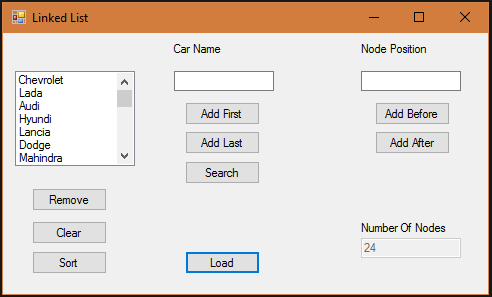 Linked List
Car Name
Node Position
Chevrolet
Lada
Audi
Hyundi
Lancia
Dodge
Mahindra
Add First
Add Last
Search
Add Before
Add After
Remove
Clear
Sort
Load
Number Of Nodes
24